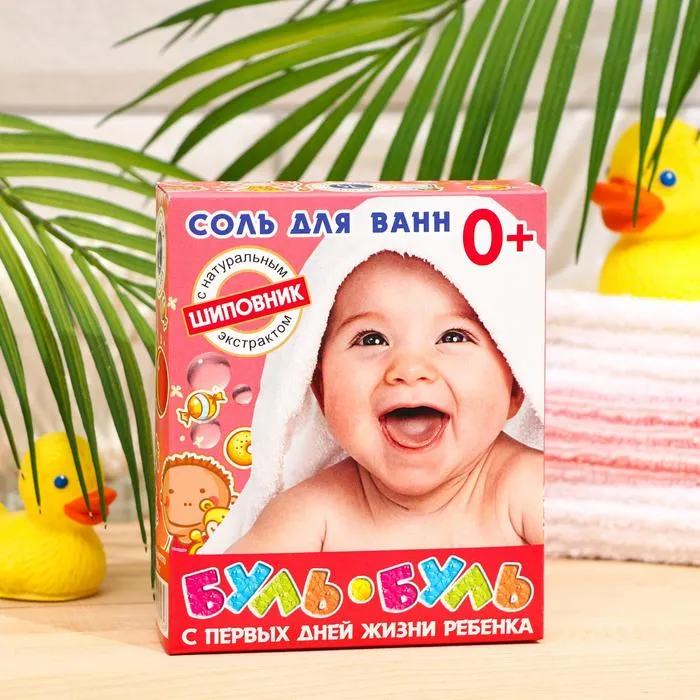 СОЛЬ ДЛЯ ВАНН
0+
с натуральным
ШИПОВНИК
экстрактом
БУЛЬ•БУЛЬ
С ПЕРВЫХ ДНЕЙ ЖИЗНИ РЕБЕНКА